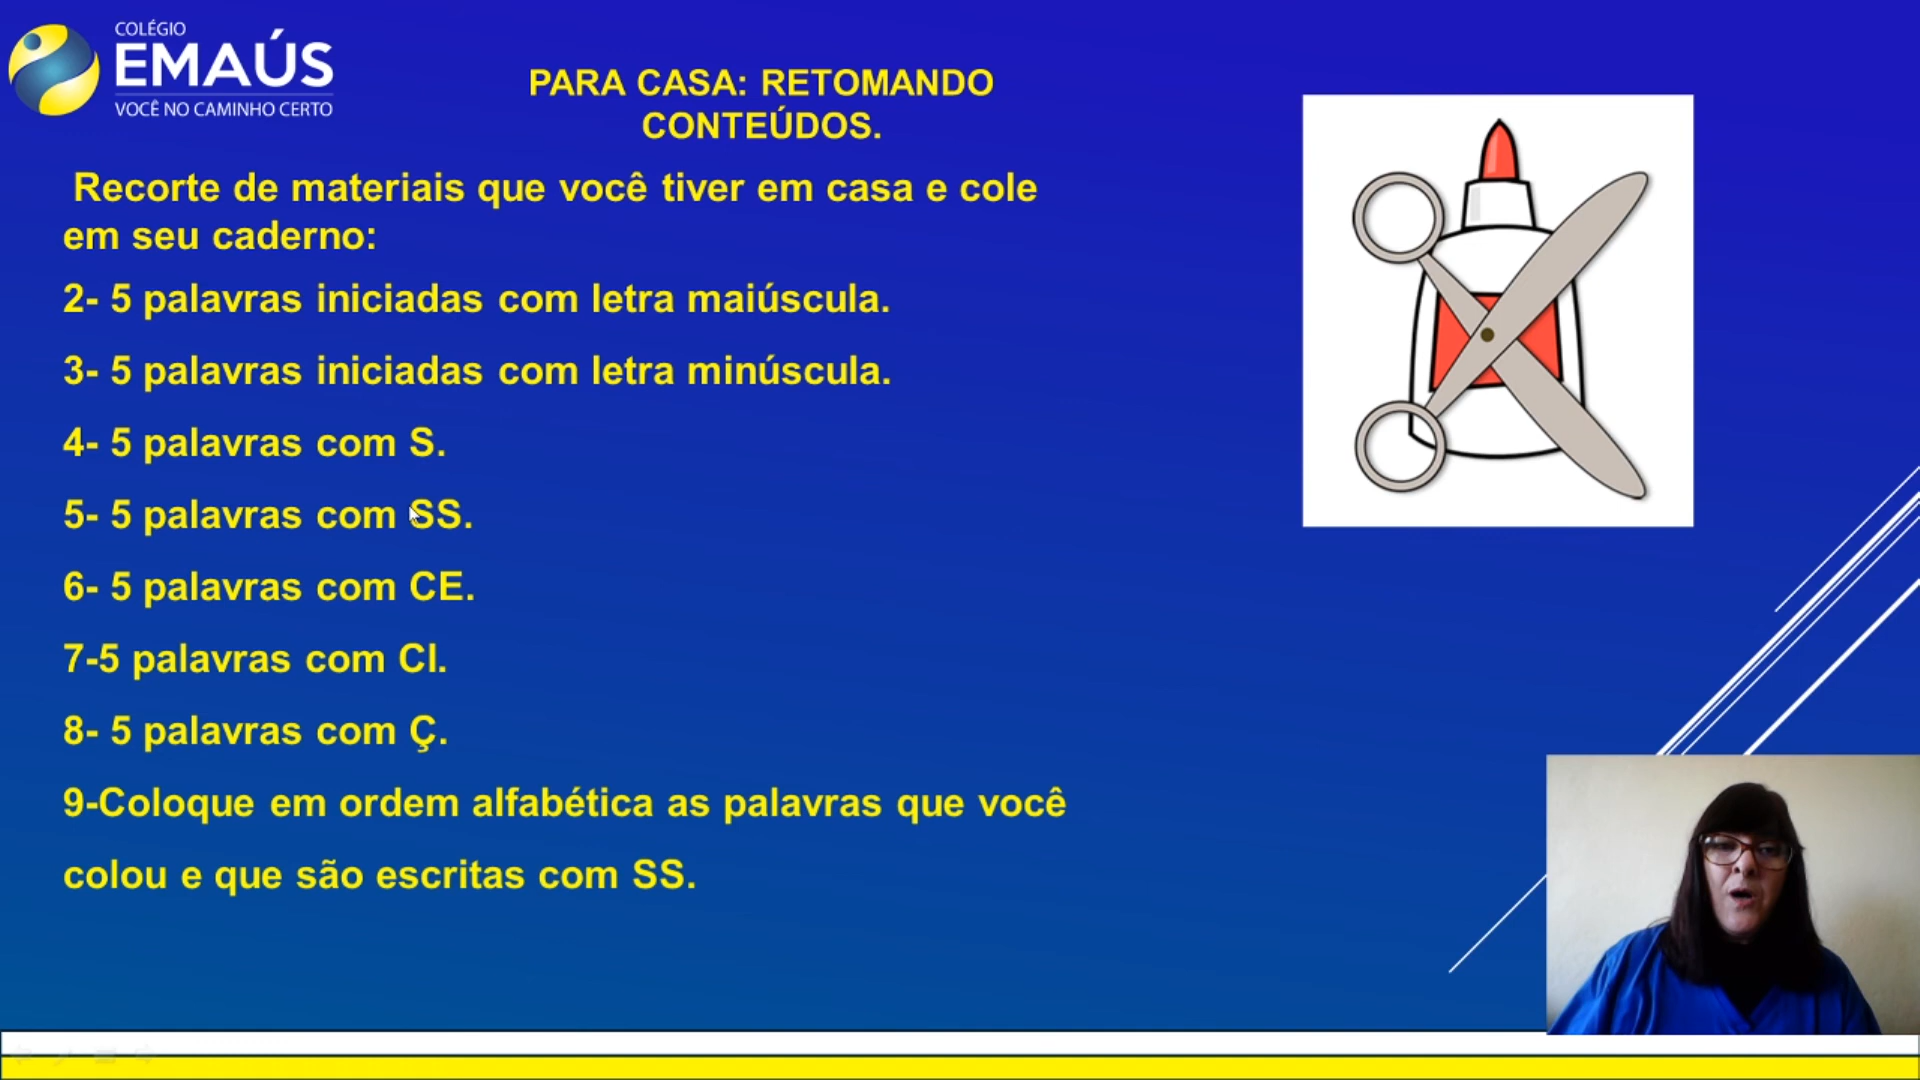 COLÉGIO
EMAÚS
VOCÊ NO CAMINHO CERTO
PARA CASA: RETOMANDO
CONTEÚDOS.
Recorte de materiais que você tiver em casa e cole
em seu caderno:
2- 5 palavras iniciadas com letra maiúscula.
3- 5 palavras iniciadas com letra minúscula.
4- 5 palavras com S.
5- 5 palavras com SS.
6- 5 palavras com CE.
7-5 palavras com CI.
8- 5 palavras com Ç.
9-Coloque em ordem alfabética as palavras que você
colou e que são escritas com SS.